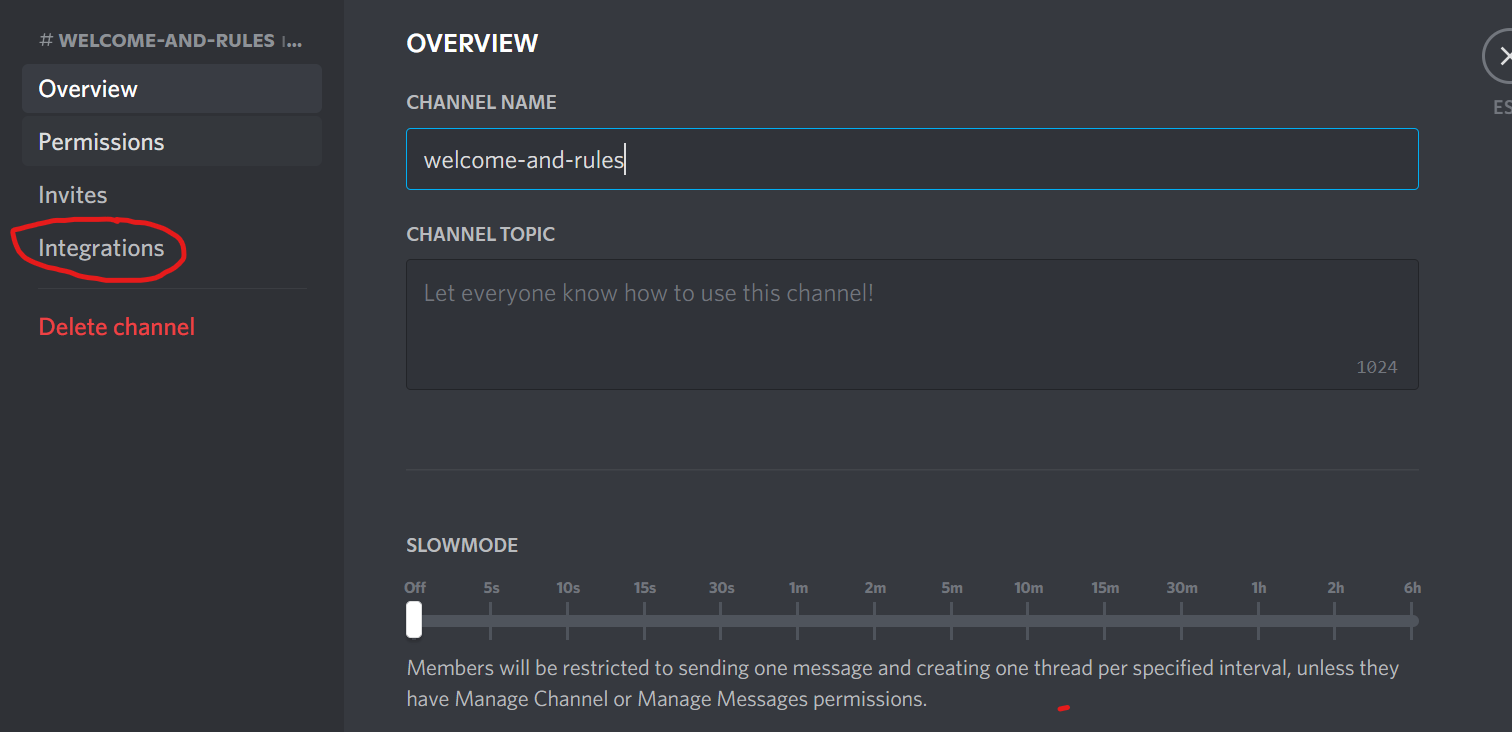 # WELCOME-AND-RULES I...
Overview
Permissions
Invites
Integrations
Delete channel
OVERVIEW
CHANNEL NAME
welcome-and-rules
CHANNEL TOPIC
Let everyone know how to use this channel!
1024
SLOWMODE
Off 5s 10s 15s 30s 1m 2m 5m 10m 15m 30m 1h 2h 6h
Members will be restricted to sending one message and creating one thread per specified interval, unless they
have Manage Channel or Manage Messages permissions.
ES